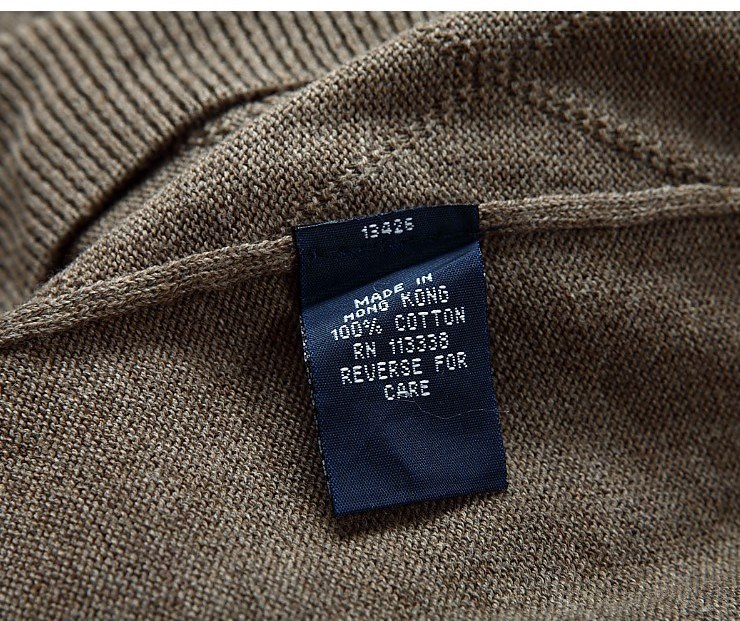 13426
MADE IN
HONG KONG
100% COTTON
RN 113338
REVERSE FOR
CARE